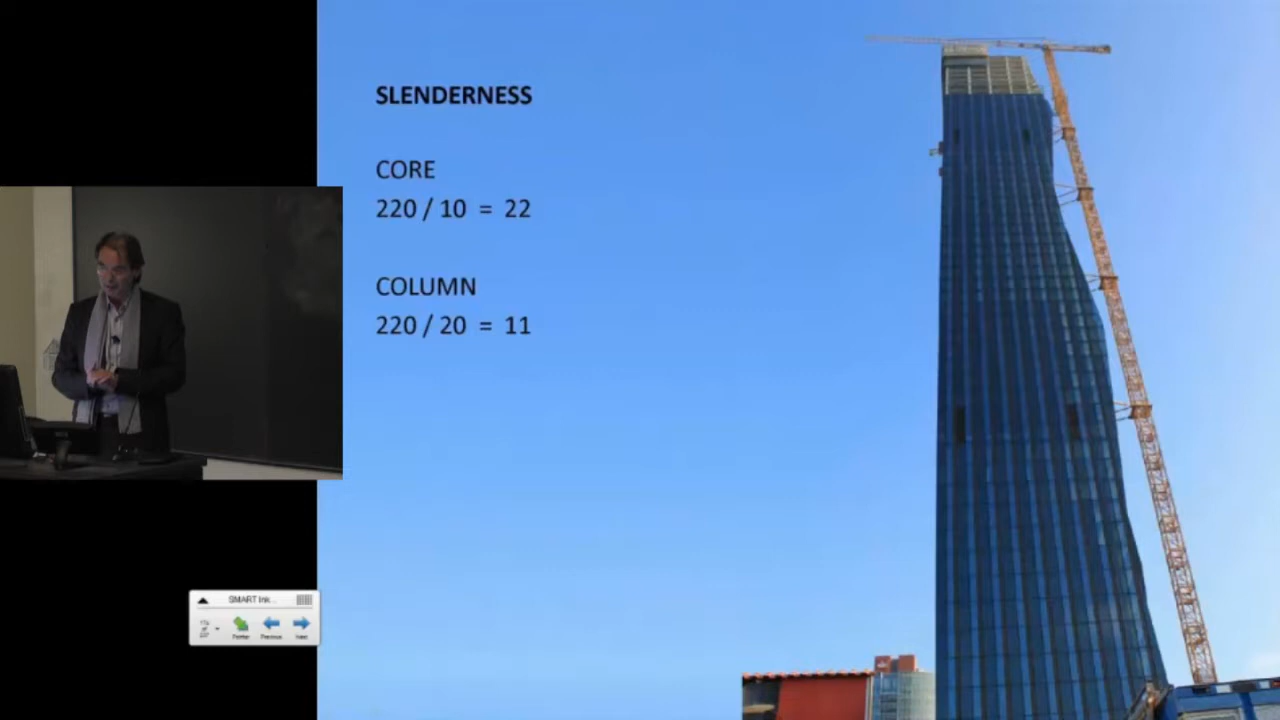 SLENDERNESS
CORE
220 / 10 = 22
COLUMN
220 / 20 = 11
SMART Ink...
Pointer Previous Next